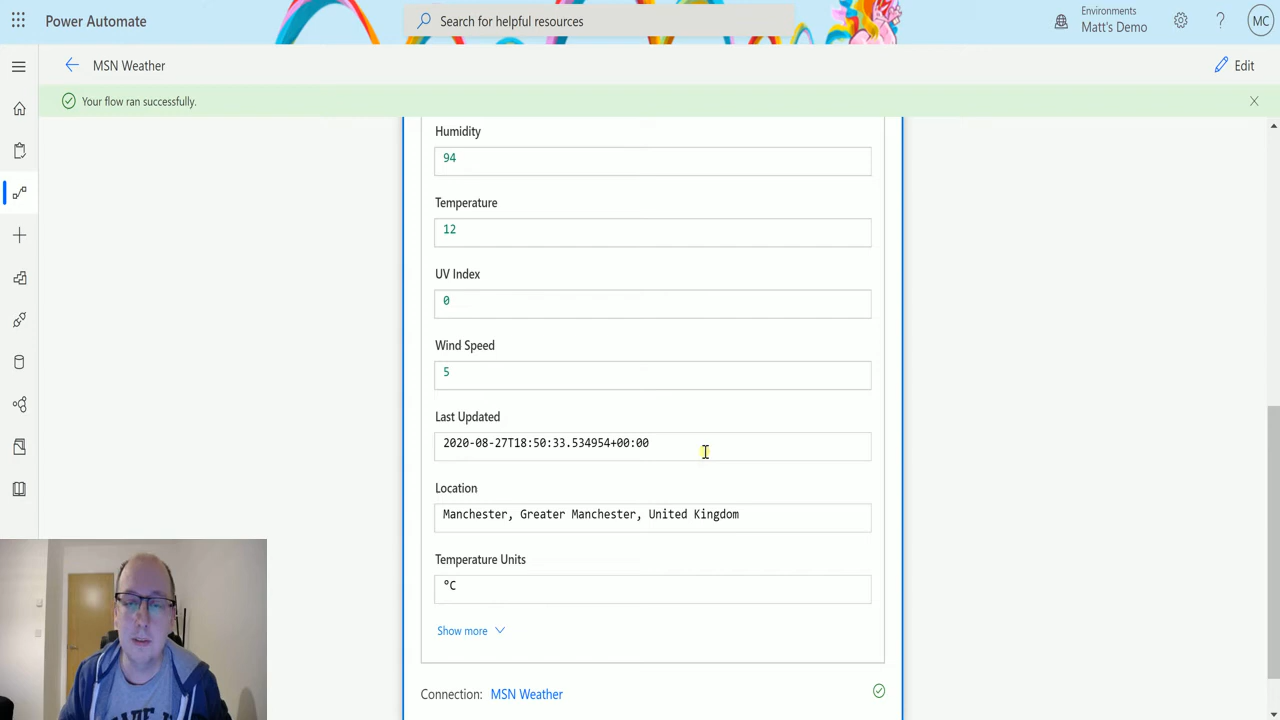 Power Automate
Search for helpful resources
Environments
Matt's Demo
?
MC
MSN Weather
Edit
Your flow ran successfully.
Humidity
94
Temperature
12
UV Index
0
Wind Speed
5
Last Updated
2020-08-27T18:50:33.534954+00:00
Location
Manchester, Greater Manchester, United Kingdom
Temperature Units
°C
Show more
Connection: MSN Weather